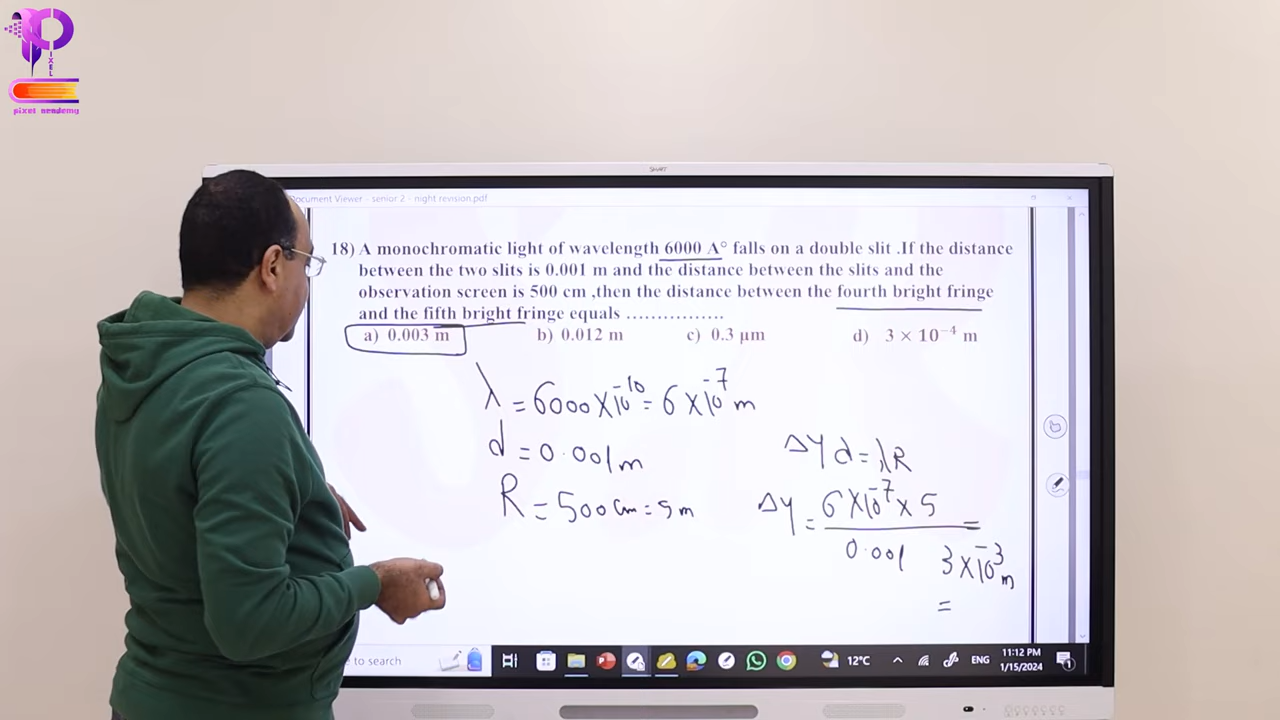 PIXEL
pixel academy
SMART
Document Viewer - senior 2 - night revision.pdf
18) A monochromatic light of wavelength 6000 A° falls on a double slit .If the distance
between the two slits is 0.001 m and the distance between the slits and the
observation screen is 500 cm ,then the distance between the fourth bright fringe
and the fifth bright fringe equals ……………
a) 0.003 m b) 0.012 m c) 0.3 µm d) 3 × 10⁻⁴ m
λ = 6000 X 10⁻¹⁰ = 6 X 10⁻⁷ m
d = 0.001 m
R = 500 cm = 5 m
ΔY d = λR
ΔY = 6 X 10⁻⁷ X 5 =
0.001
3 X 10⁻³ m
=
e to search
12°C
ENG
11:12 PM
1/15/2024
1